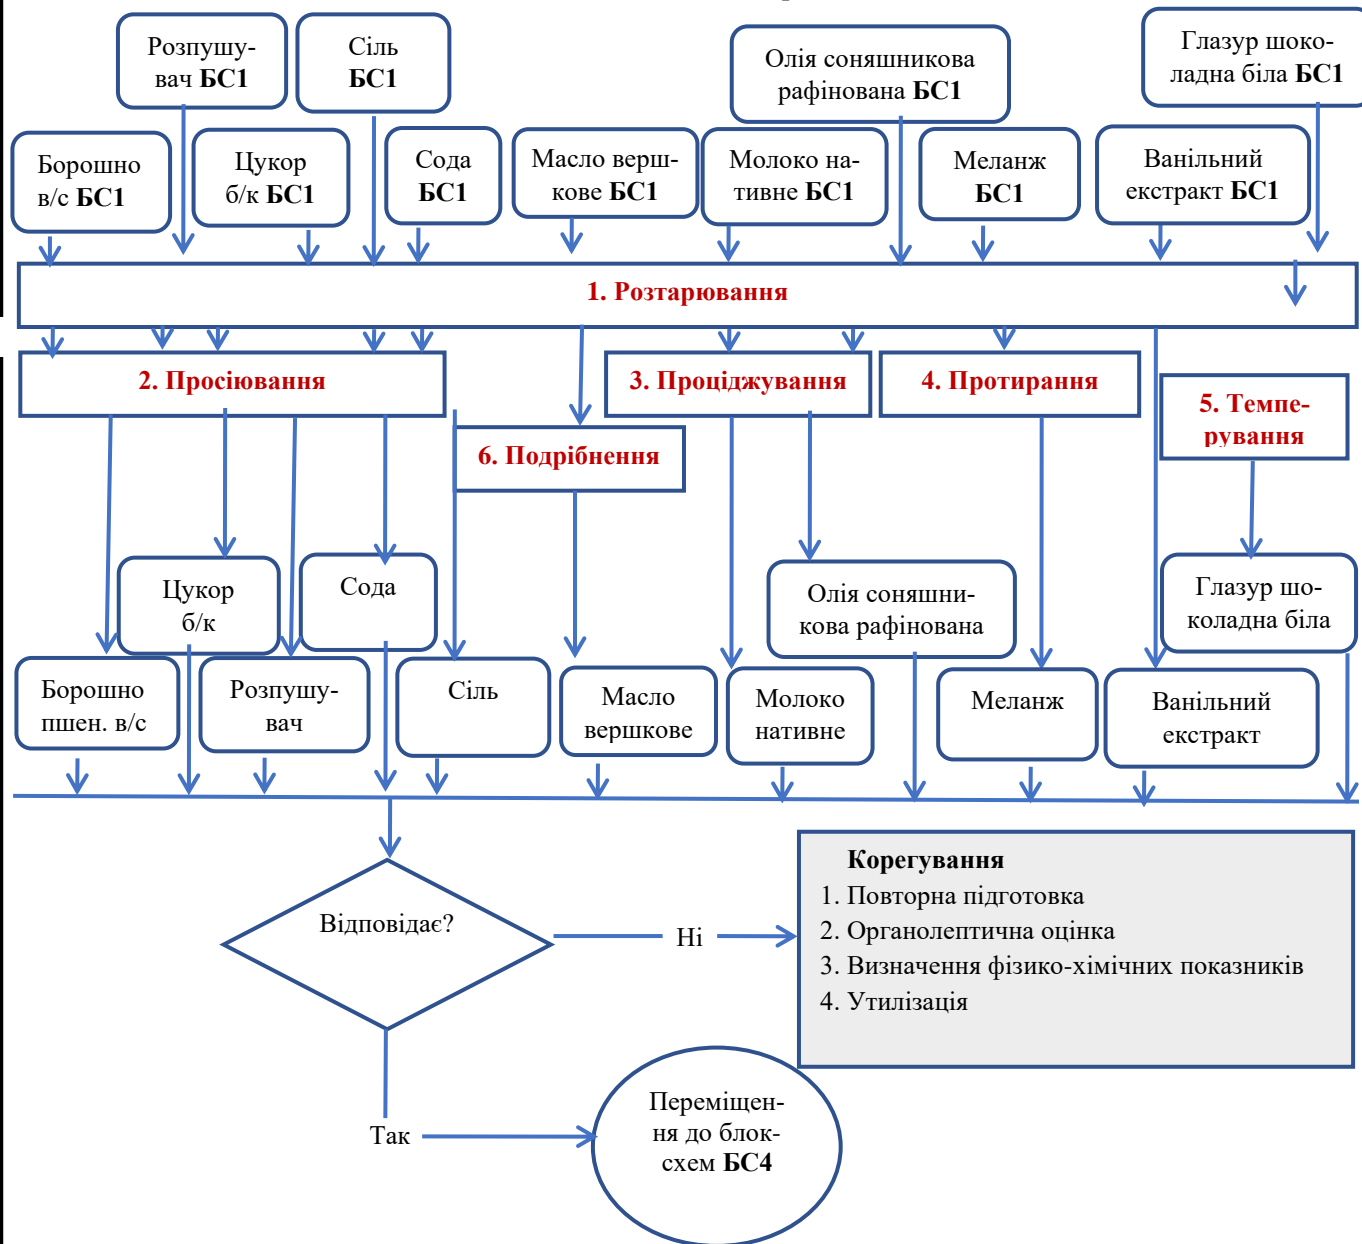 Розпушу-
вач БС1
Сіль
БС1
Олія соняшникова
рафінована БС1
Глазур шоко-
ладна біла БС1
Борошно
в/с БС1
Цукор
б/к БС1
Сода
БС1
Масло верш-
кове БС1
Молоко на-
тивне БС1
Меланж
БС1
Ванільний
екстракт БС1
1. Розтарювання
2. Просіювання
3. Проціджування
4. Протирання
5. Темпе-
рування
6. Подрібнення
Цукор
б/к
Сода
Олія соняшни-
кова рафінована
Глазур шо-
коладна біла
Борошно
пшен. в/с
Розпушу-
вач
Сіль
Масло
вершкове
Молоко
нативне
Меланж
Ванільний
екстракт
Відповідає?
Ні
Корегування
1. Повторна підготовка
2. Органолептична оцінка
3. Визначення фізико-хімічних показників
4. Утилізація
Так
Переміщен-
ня до блок-
схем БС4